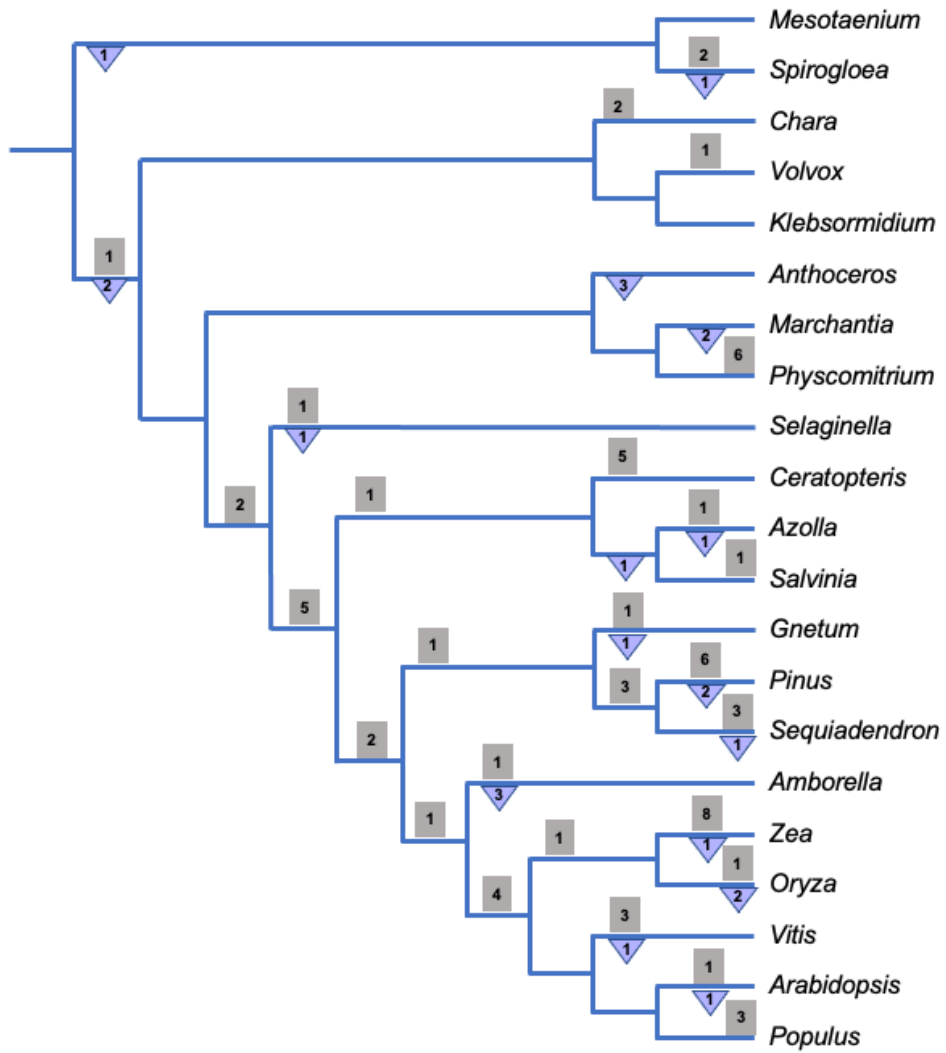 Mesotaenium
1
2
Spirogloea
1
2
Chara
1
Volvox
Klebsormidium
1
2
Anthoceros
3
Marchantia
2
6
Physcomitrium
1
Selaginella
1
5
Ceratopteris
1
2
1
Azolla
1
1
1
Salvinia
5
1
Gnetum
1
1
6
Pinus
3
2
3
Sequiadendron
1
2
1
Amborella
3
1
8
Zea
1
1
1
Oryza
2
4
3
Vitis
1
1
Arabidopsis
1
3
Populus